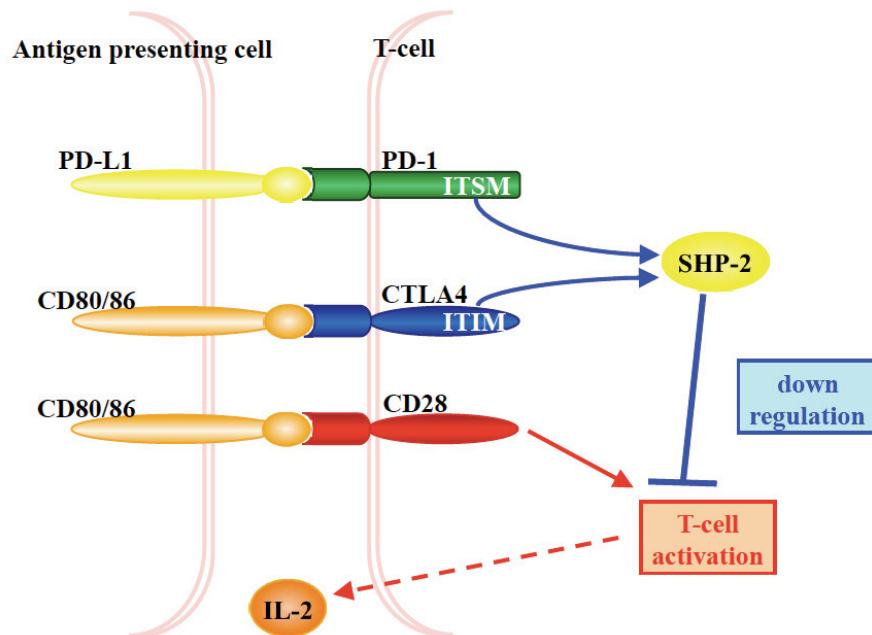 Antigen presenting cell
T-cell
PD-L1
PD-1
ITSM
SHP-2
CD80/86
CTLA4
ITIM
down
regulation
CD80/86
CD28
T-cell
activation
IL-2